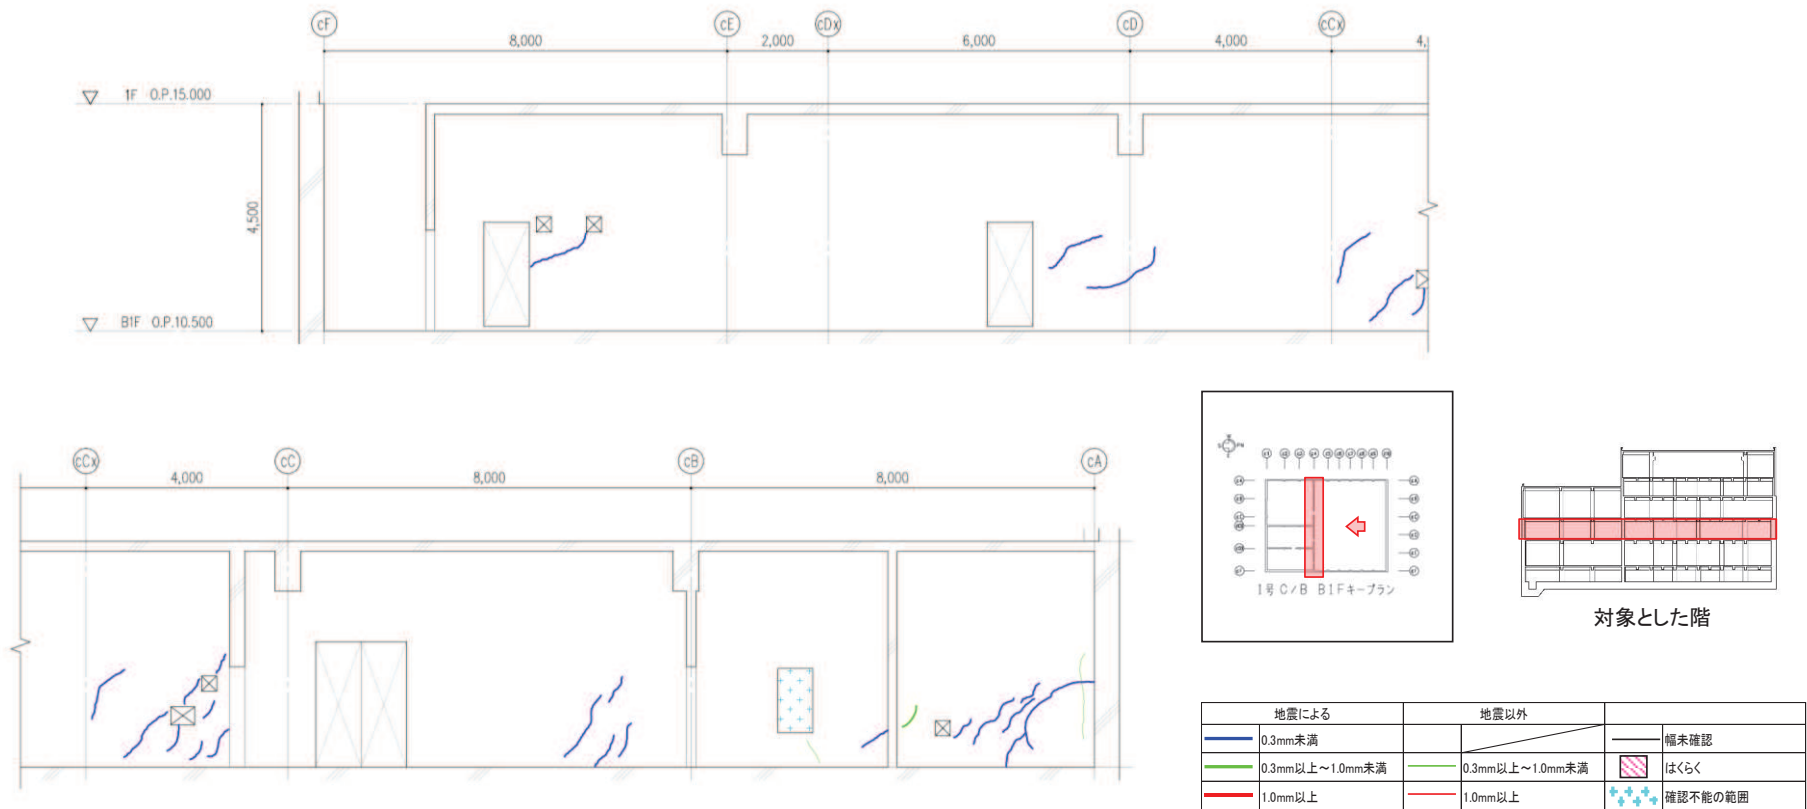 cF cE cDx cD cCx
8,000 2,000 6,000 4,000 4,
1F O.P.15.000
4,500
B1F O.P.10.500
cCx cC cB cA
4,000 8,000 8,000
1号 C/B B1Fキープラン
対象とした階
地震による 地震以外
0.3mm未満 幅未確認
0.3mm以上～1.0mm未満 0.3mm以上～1.0mm未満 はくらく
1.0mm以上 1.0mm以上 確認不能の範囲